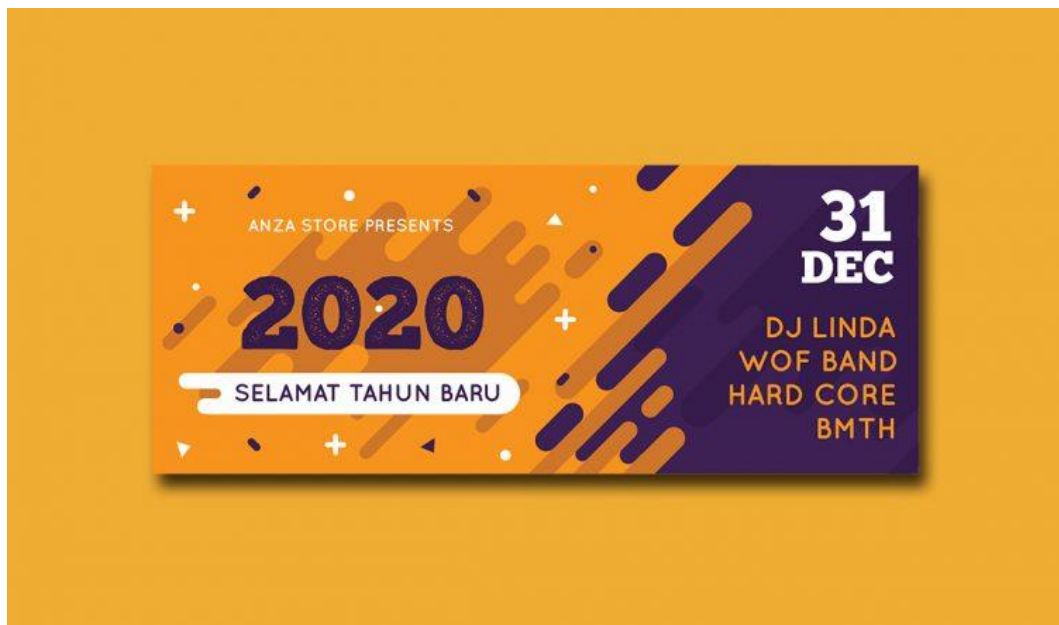 ANZA STORE PRESENTS
2020
SELAMAT TAHUN BARU
31
DEC
DJ LINDA
WOF BAND
HARD CORE
BMTH